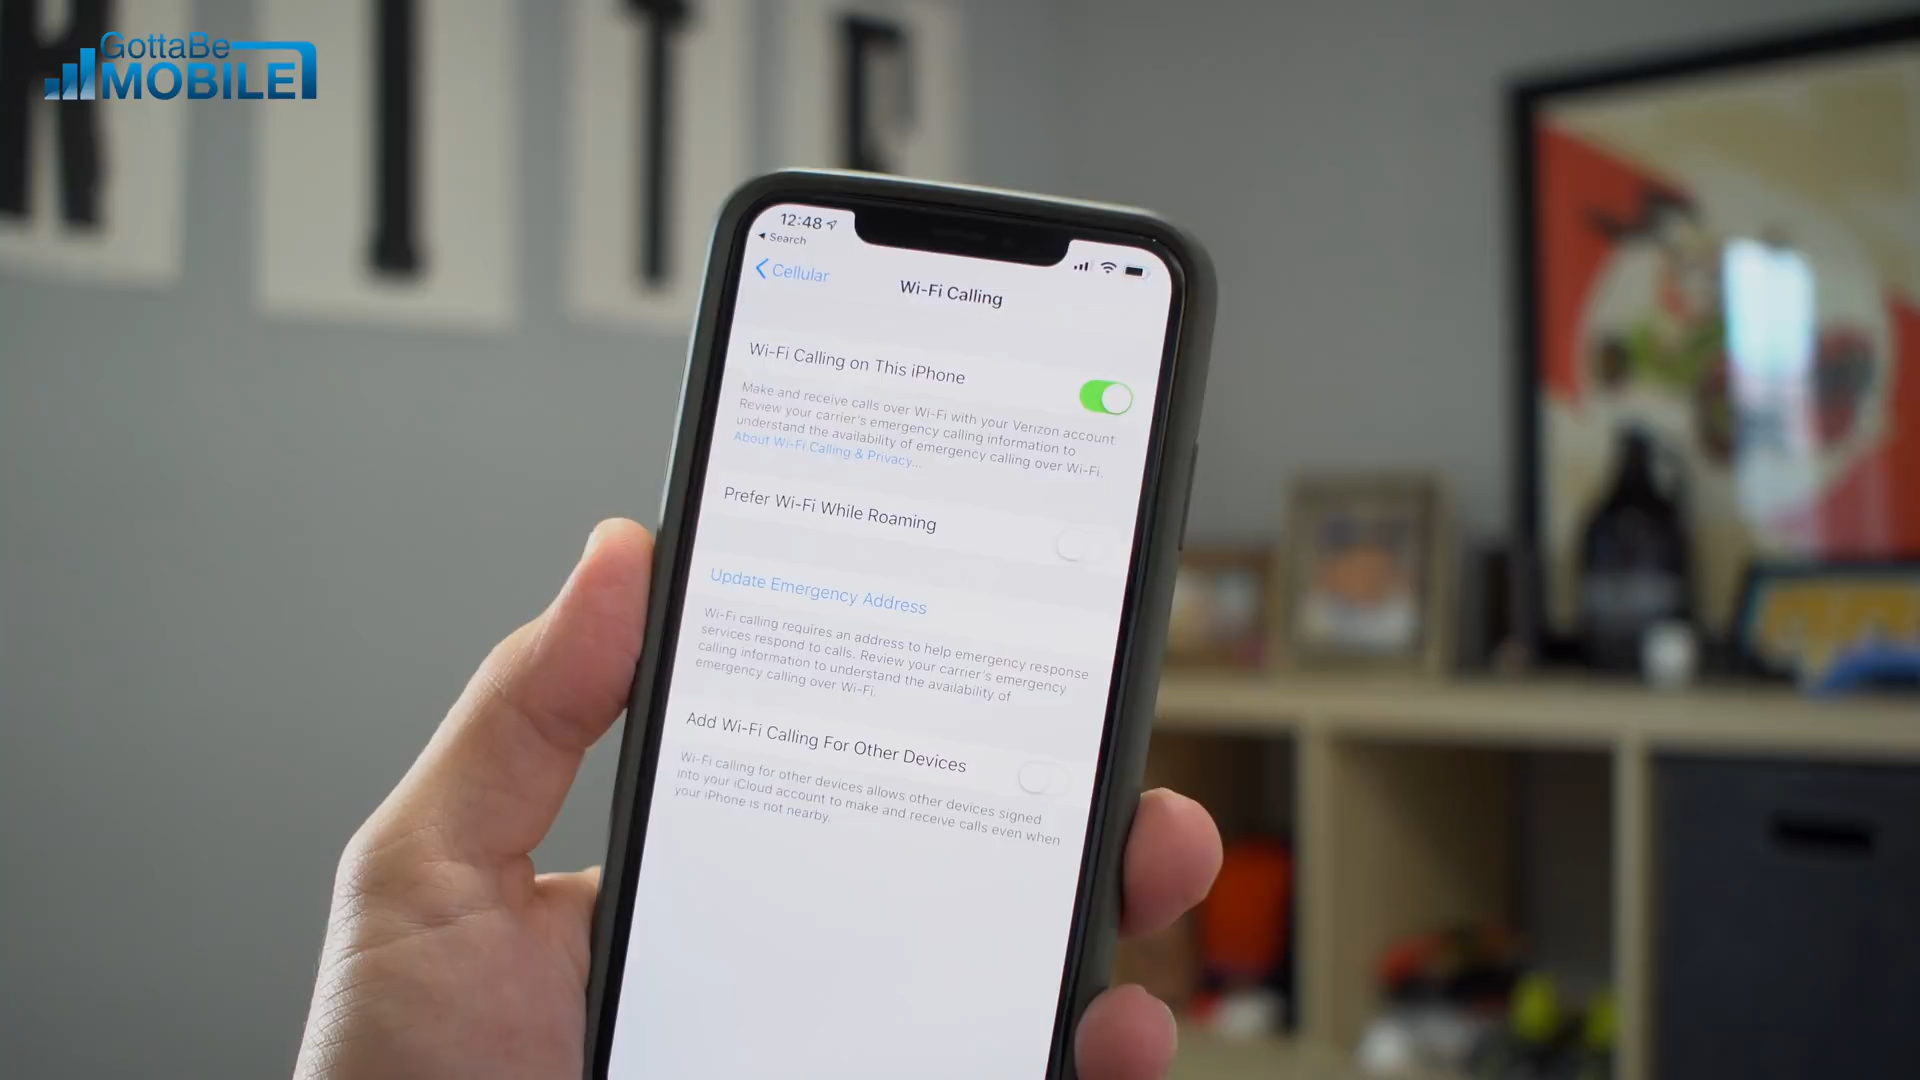 GottaBe
MOBILE
12:48
Search
Cellular
Wi-Fi Calling
Wi-Fi Calling on This iPhone
Make and receive calls over Wi-Fi with your Verizon account.
Review your carrier's emergency calling information to
understand the availability of emergency calling over Wi-Fi.
About Wi-Fi Calling & Privacy...
Prefer Wi-Fi While Roaming
Update Emergency Address
Wi-Fi calling requires an address to help emergency response
services respond to calls. Review your carrier's emergency
calling information to understand the availability of
emergency calling over Wi-Fi.
Add Wi-Fi Calling For Other Devices
Wi-Fi calling for other devices allows other devices signed
into your iCloud account to make and receive calls even when
your iPhone is not nearby.